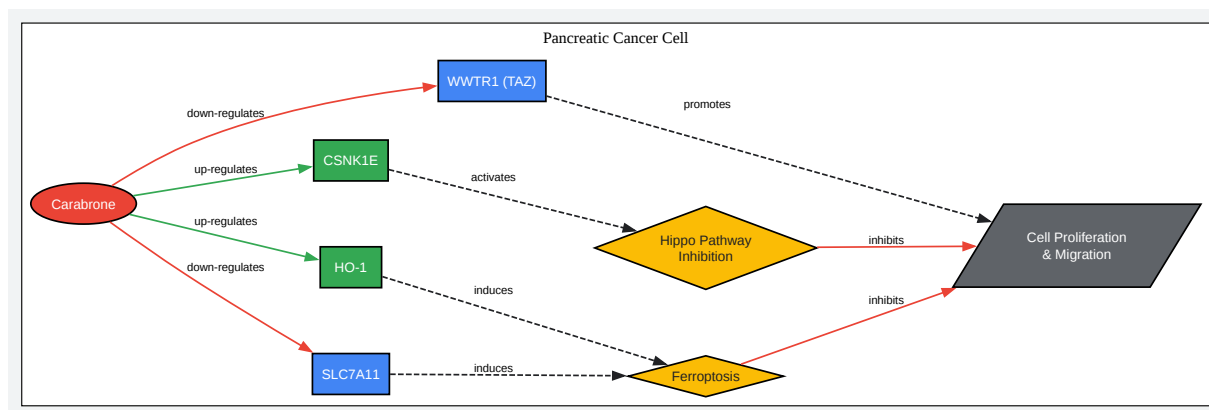 Pancreatic Cancer Cell
WWTR1 (TAZ)
promotes
down-regulates
CSNK1E
up-regulates
activates
Carabrone
up-regulates
Hippo Pathway
Inhibition
inhibits
Cell Proliferation
& Migration
HO-1
down-regulates
induces
inhibits
SLC7A11
induces
Ferroptosis